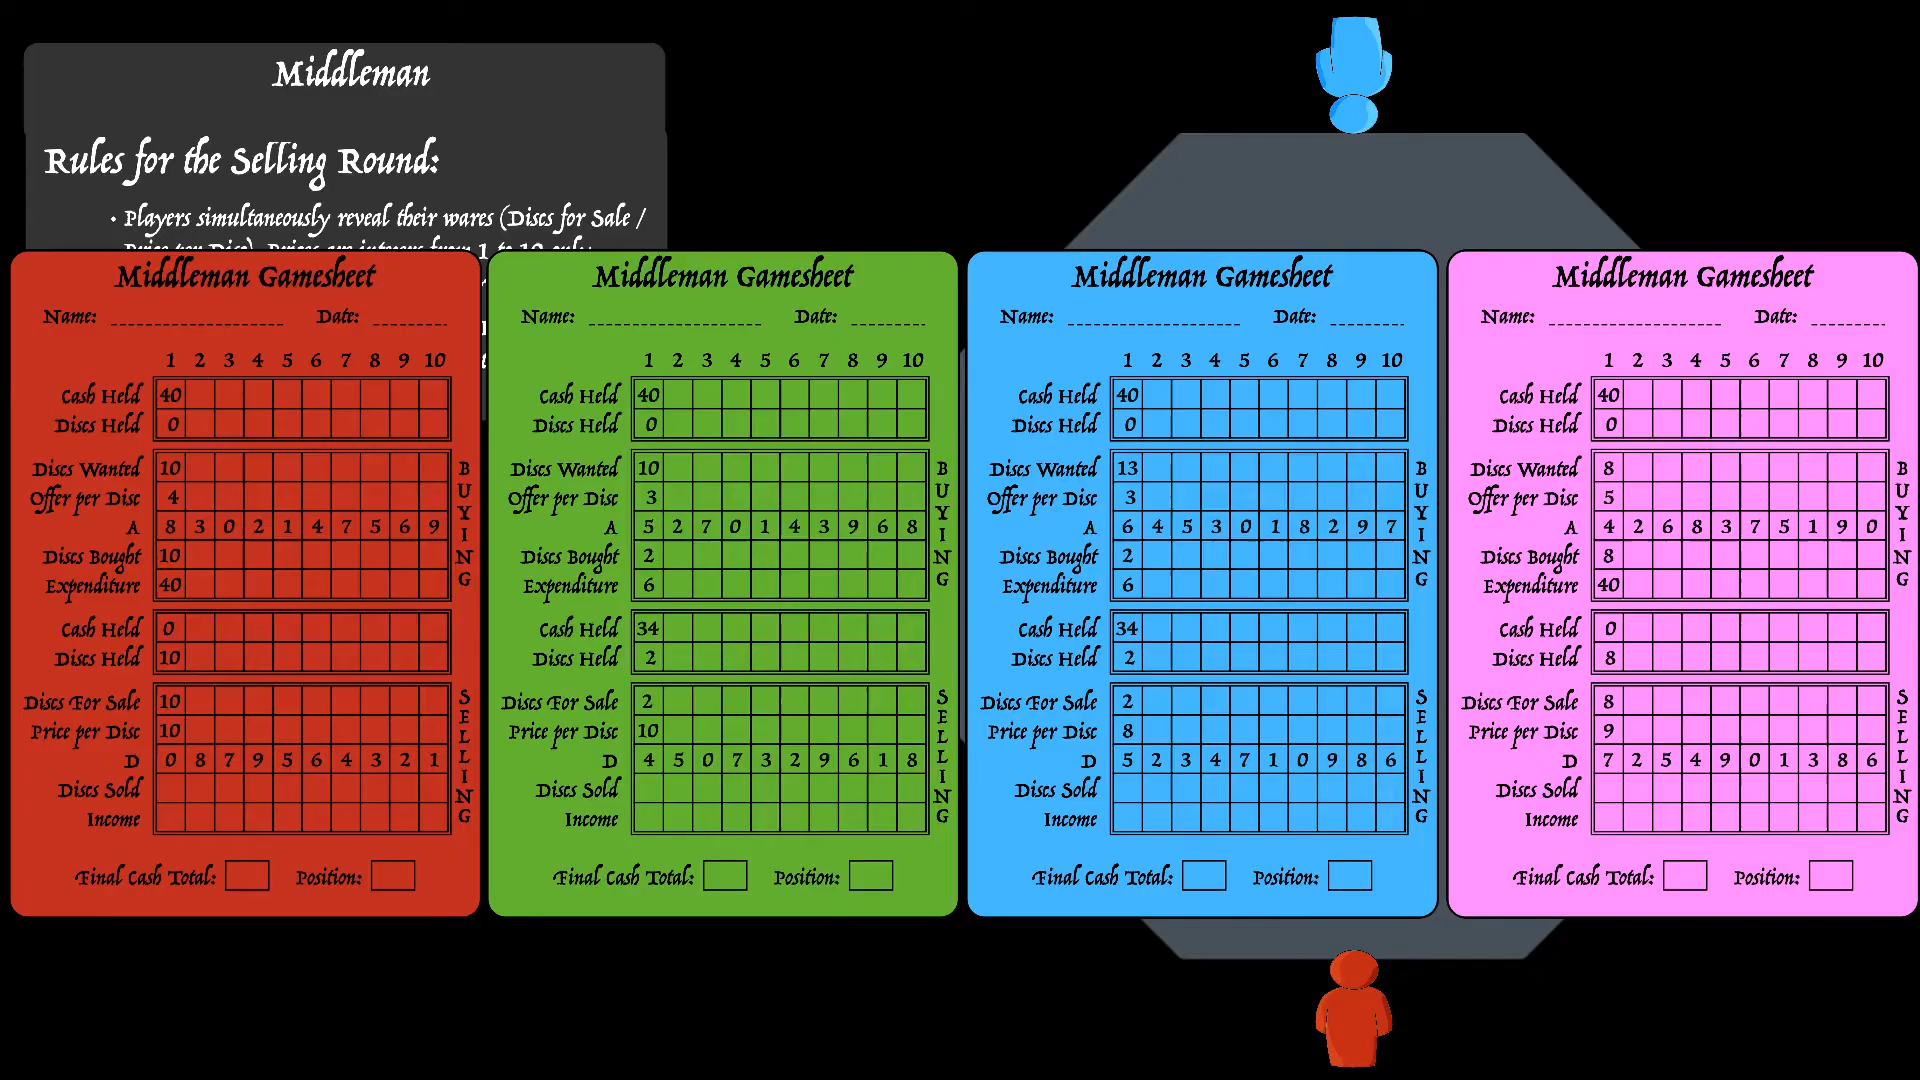 Middleman
Rules for the Selling Round:
• Players simultaneously reveal their wares (Discs for Sale /
Price per Disc). Prices are integers from 1 to 10 only.
Middleman Gamesheet
Name: Date:
1 2 3 4 5 6 7 8 9 10
Cash Held 40
Discs Held 0
Discs Wanted 10
Offer per Disc 4
A 8 3 0 2 1 4 7 5 6 9
Discs Bought 10
Expenditure 40
BUYING
Cash Held 0
Discs Held 10
Discs For Sale 10
Price per Disc 10
D 0 8 7 9 5 6 4 3 2 1
Discs Sold
Income
SELLING
Final Cash Total: Position:
Middleman Gamesheet
Name: Date:
1 2 3 4 5 6 7 8 9 10
Cash Held 40
Discs Held 0
Discs Wanted 10
Offer per Disc 3
A 5 2 7 0 1 4 3 9 6 8
Discs Bought 2
Expenditure 6
BUYING
Cash Held 34
Discs Held 2
Discs For Sale 2
Price per Disc 10
D 4 5 0 7 3 2 9 6 1 8
Discs Sold
Income
SELLING
Final Cash Total: Position:
Middleman Gamesheet
Name: Date:
1 2 3 4 5 6 7 8 9 10
Cash Held 40
Discs Held 0
Discs Wanted 13
Offer per Disc 3
A 6 4 5 3 0 1 8 2 9 7
Discs Bought 2
Expenditure 6
BUYING
Cash Held 34
Discs Held 2
Discs For Sale 2
Price per Disc 8
D 5 2 3 4 7 1 0 9 8 6
Discs Sold
Income
SELLING
Final Cash Total: Position:
Middleman Gamesheet
Name: Date:
1 2 3 4 5 6 7 8 9 10
Cash Held 40
Discs Held 0
Discs Wanted 8
Offer per Disc 5
A 4 2 6 8 3 7 5 1 9 0
Discs Bought 8
Expenditure 40
BUYING
Cash Held 0
Discs Held 8
Discs For Sale 8
Price per Disc 9
D 7 2 5 4 9 0 1 3 8 6
Discs Sold
Income
SELLING
Final Cash Total: Position: